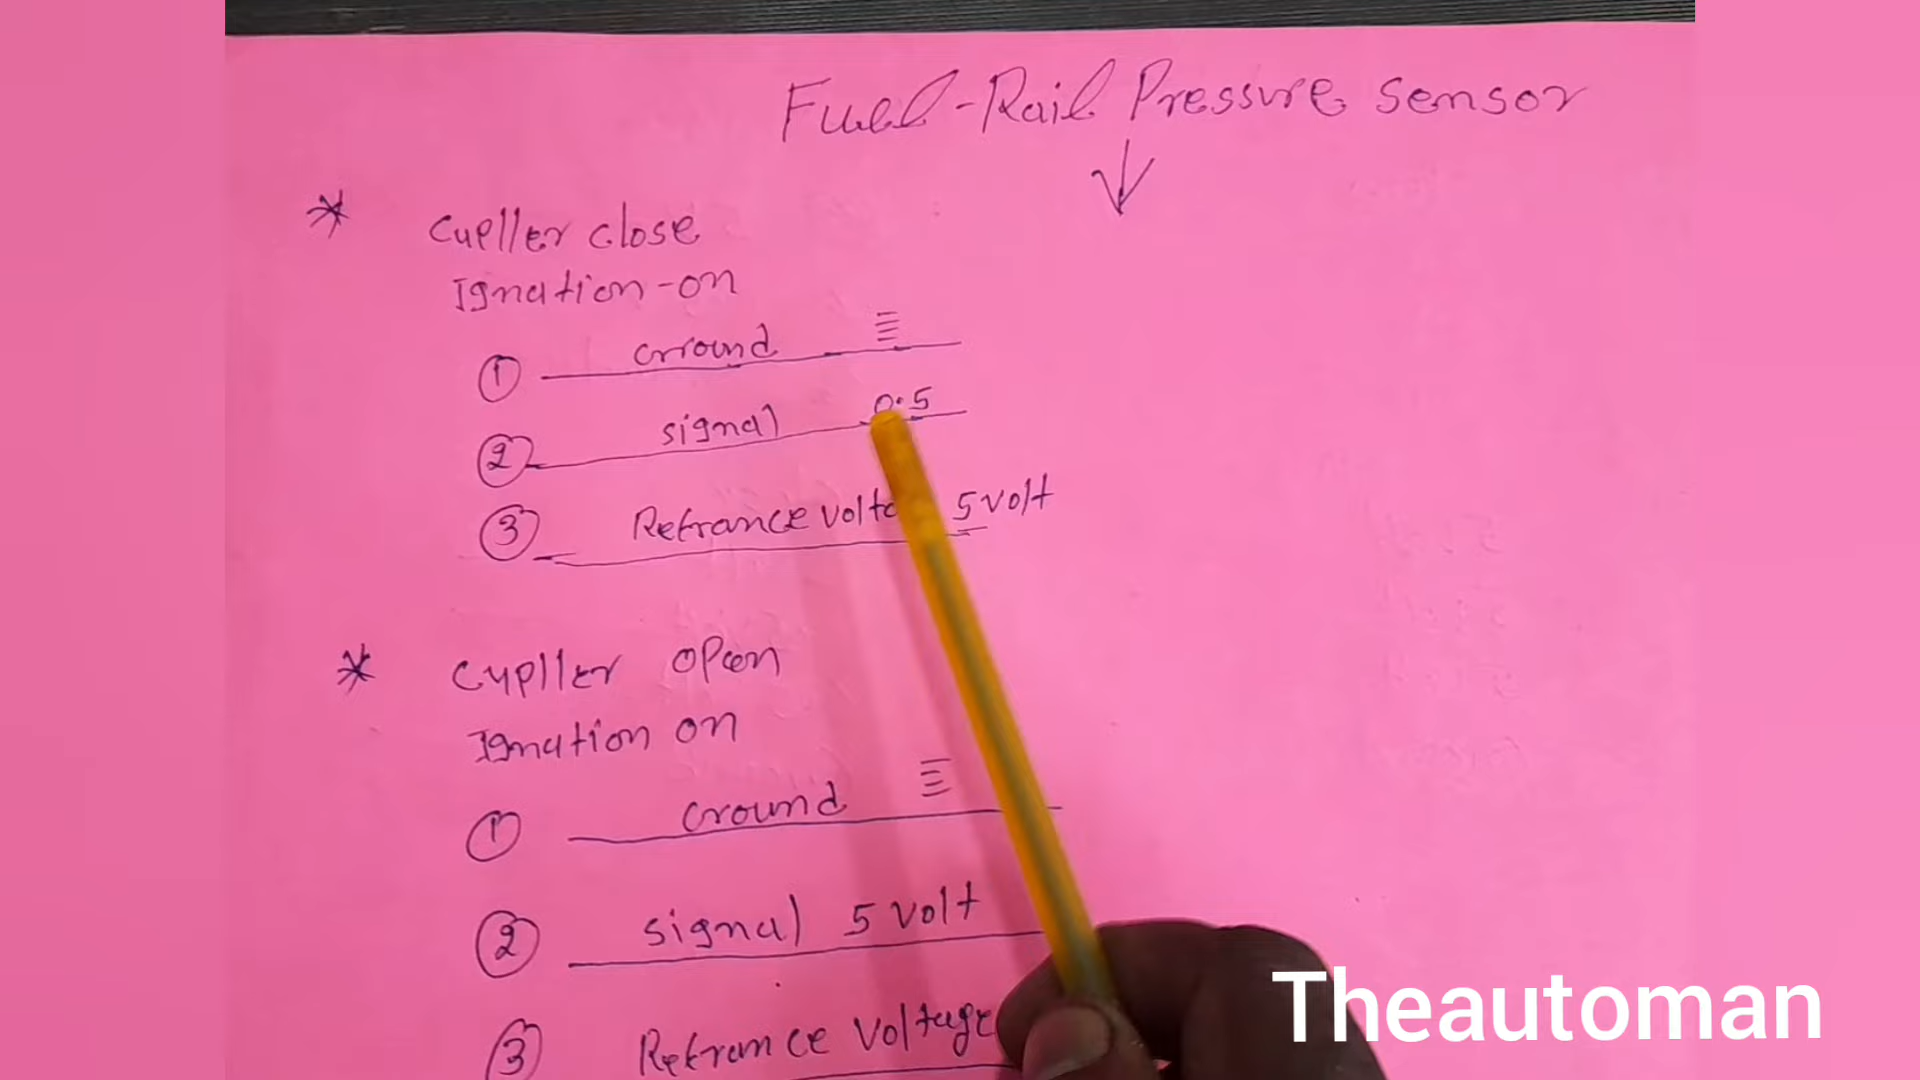 Fuel-Rail Pressure sensor
* Cupller close
Ignation-on
① Ground
② signal 0.5
③ Refrance 5 volt
* Cupller open
Ignation on
① Ground
② signal 5 volt
③ Refrance Voltage
Theautoman